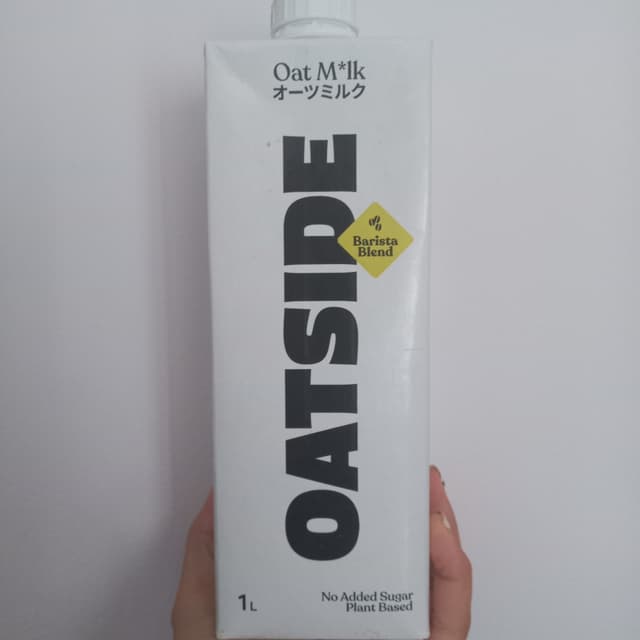 Oat M*lk
オーツミルク
OATSIDE
Barista
Blend
1L
No Added Sugar
Plant Based